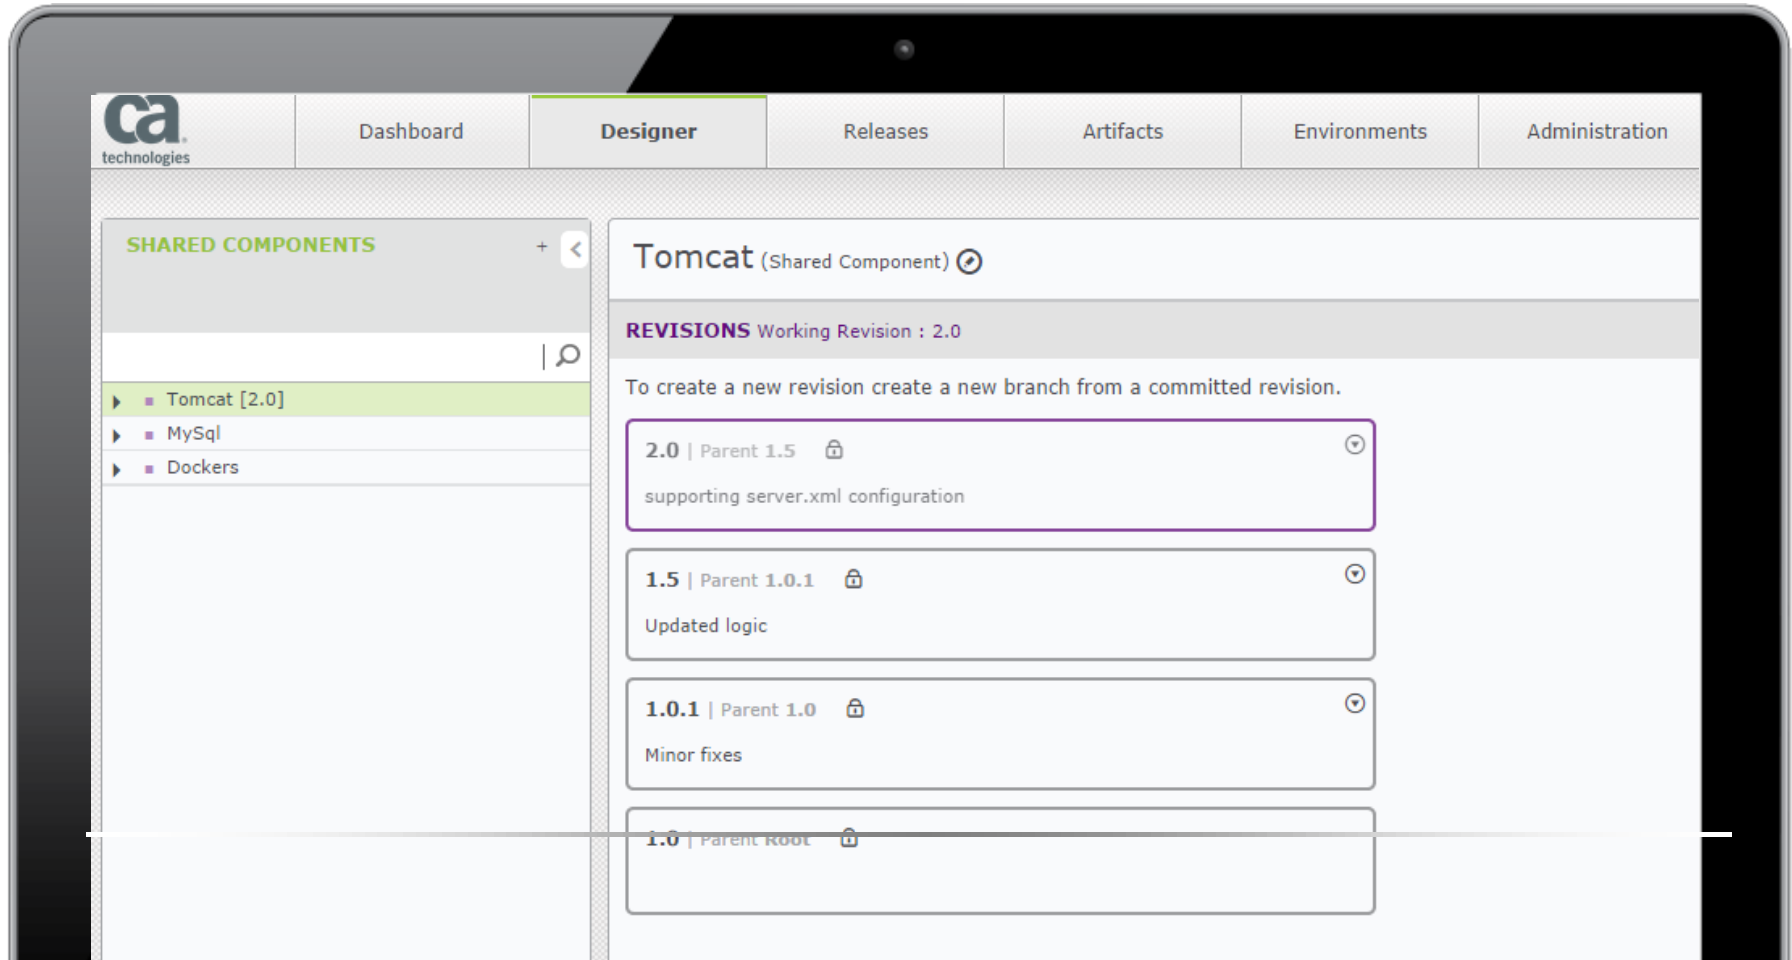 ca
technologies
Dashboard
Designer
Releases
Artifacts
Environments
Administration
SHARED COMPONENTS
+
Tomcat [2.0]
MySql
Dockers
Tomcat (Shared Component)
REVISIONS Working Revision : 2.0
To create a new revision create a new branch from a committed revision.
2.0 | Parent 1.5
supporting server.xml configuration
1.5 | Parent 1.0.1
Updated logic
1.0.1 | Parent 1.0
Minor fixes
1.0 | Parent Root